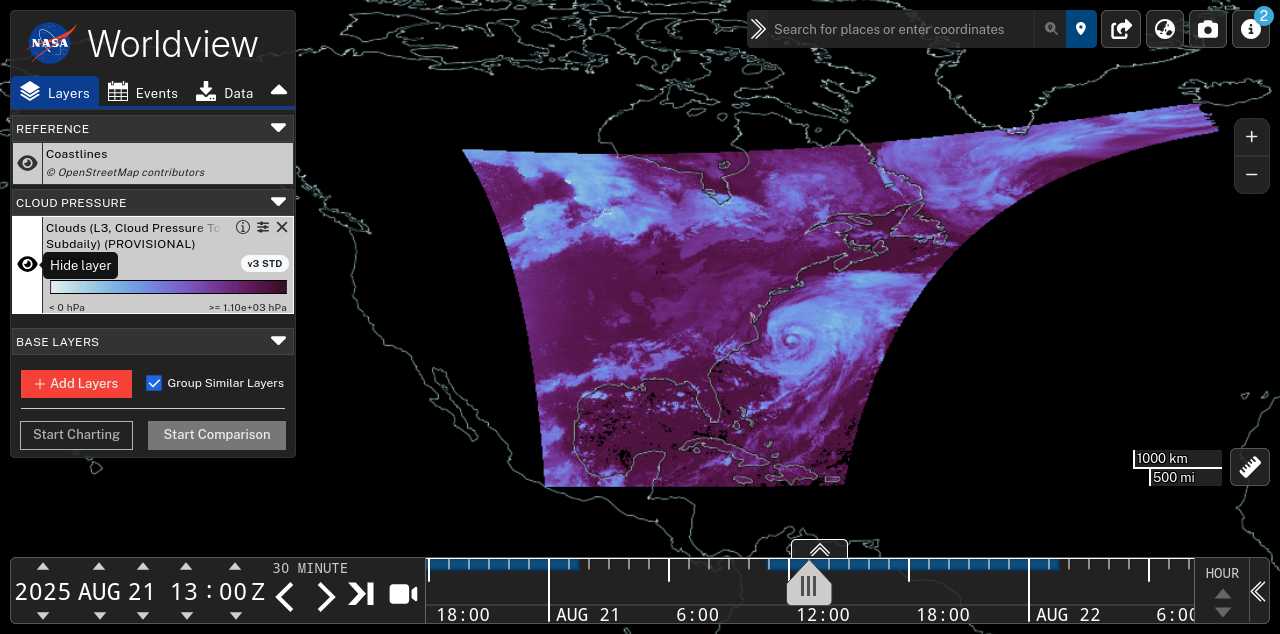 NASA Worldview
Search for places or enter coordinates
2
Layers
Events
Data
REFERENCE
Coastlines
© OpenStreetMap contributors
CLOUD PRESSURE
Clouds (L3, Cloud Pressure To
Subdaily) (PROVISIONAL)
Hide layer
v3 STD
< 0 hPa
>= 1.10e+03 hPa
BASE LAYERS
+ Add Layers
Group Similar Layers
Start Charting
Start Comparison
1000 km
500 mi
2025 AUG 21 13 : 00 Z
30 MINUTE
18:00
AUG 21
6:00
12:00
18:00
AUG 22
6:00
HOUR